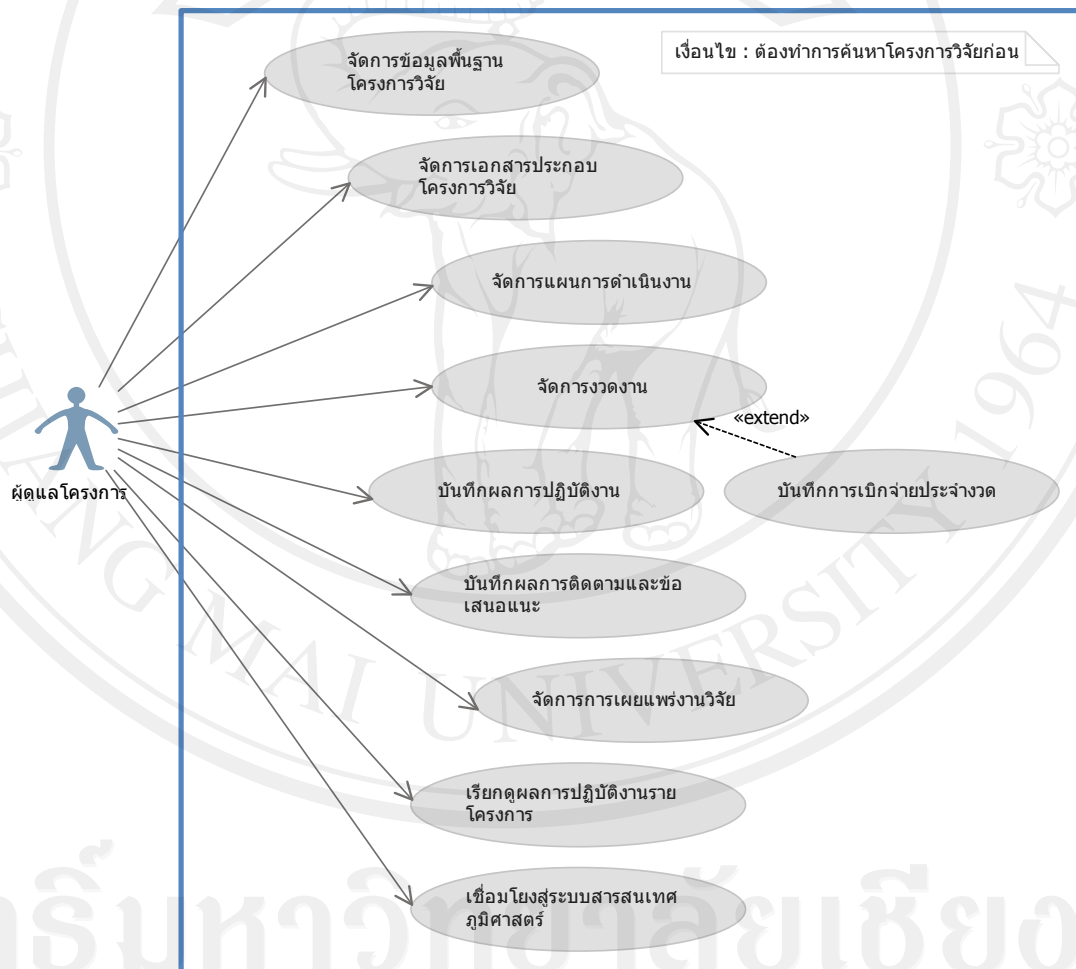 เงื่อนไข : ต้องทำการค้นหาโครงการวิจัยก่อน
จัดการข้อมูลพื้นฐาน
โครงการวิจัย
จัดการเอกสารประกอบ
โครงการวิจัย
จัดการแผนการดำเนินงาน
จัดการงวดงาน
«extend»
ผู้ดูแลโครงการ
บันทึกผลการปฏิบัติงาน
บันทึกการเบิกจ่ายประจำงวด
บันทึกผลการติดตามและข้อ
เสนอแนะ
จัดการการเผยแพร่งานวิจัย
เรียกดูผลการปฏิบัติงานราย
โครงการ
เชื่อมโยงสู่ระบบสารสนเทศ
ภูมิศาสตร์
MAI UNIVERSITY 1964